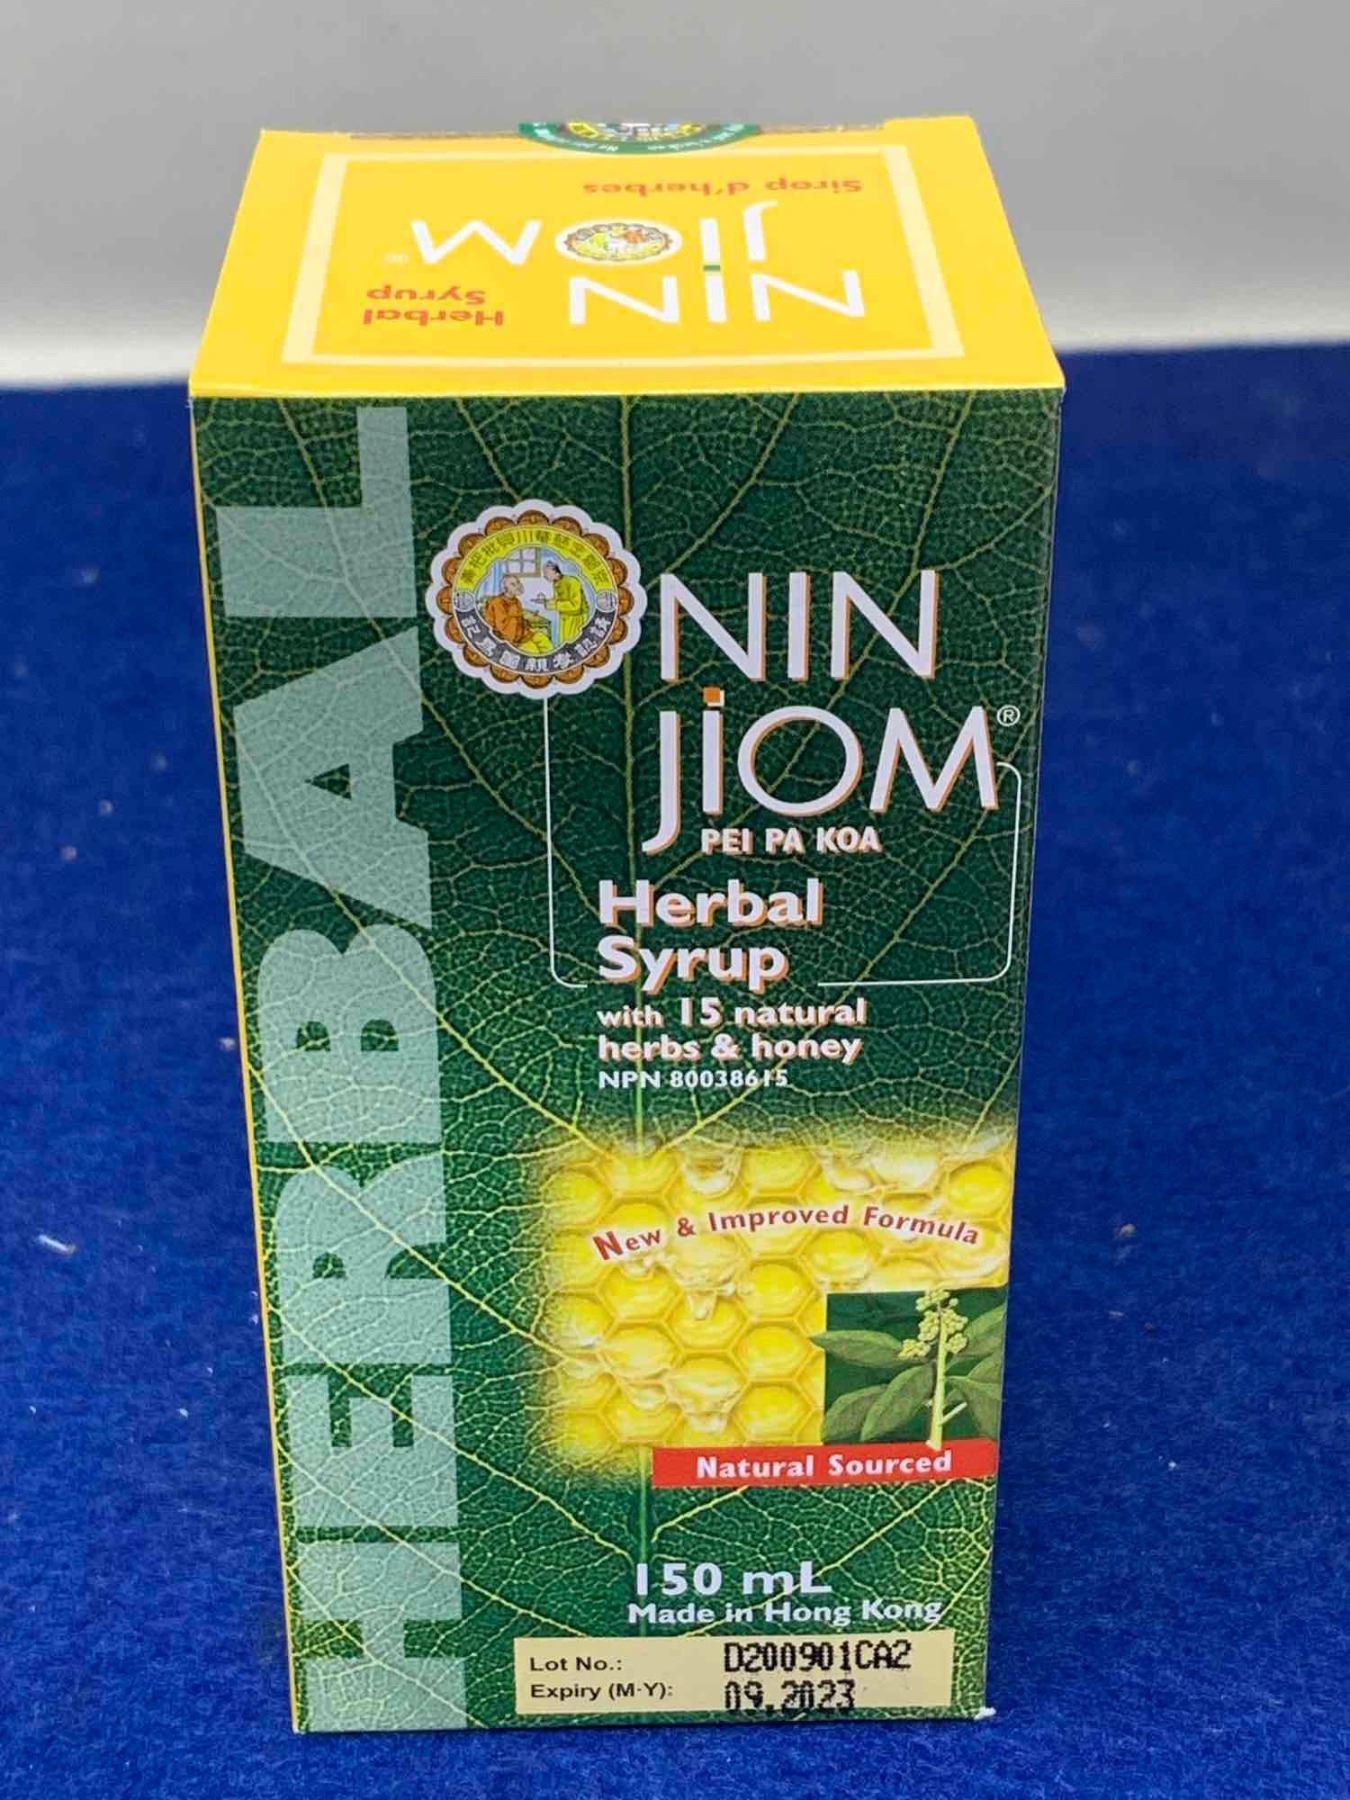 Sirop d'herbes
NIN
JiOM
Herbal
Syrup
HERBAL
NIN
JiOM®
PEI PA KOA
Herbal
Syrup
with 15 natural
herbs & honey
NPN 80038615
New & Improved Formula
Natural Sourced
150 mL
Made in Hong Kong
Lot No.: D200901CA2
Expiry (M-Y): 09.2023